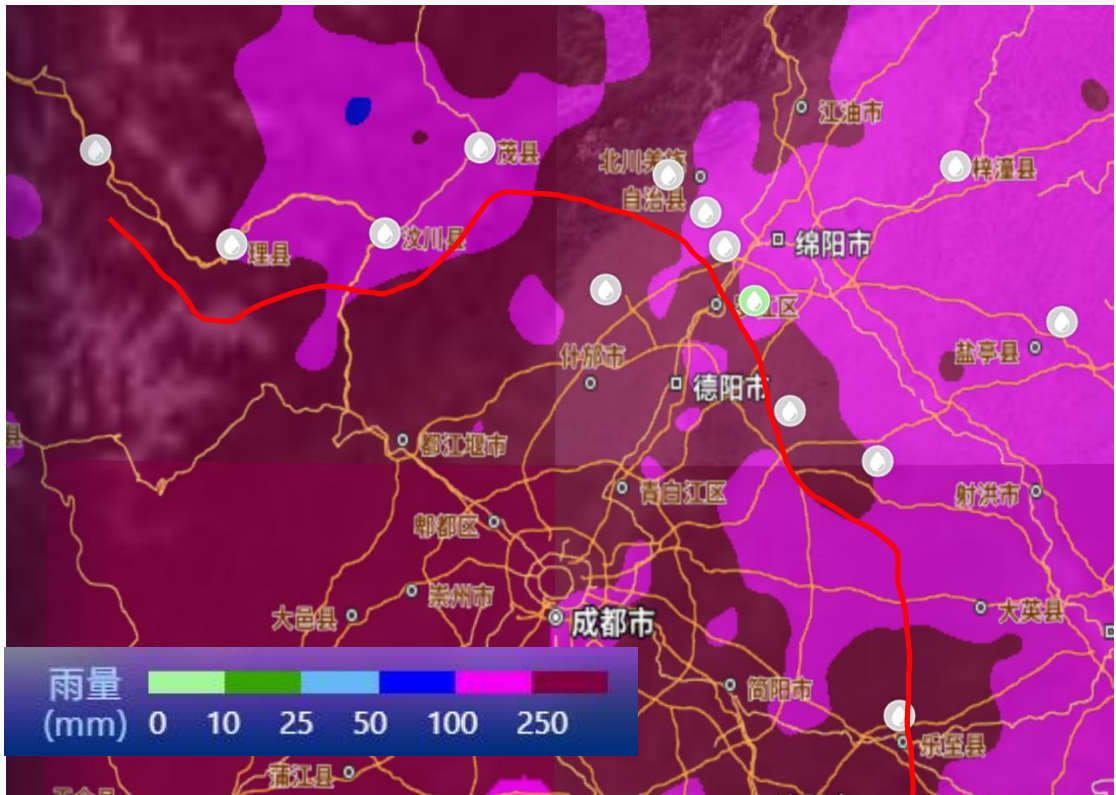 江油市
茂县
北川羌族
自治县
梓潼县
汶川县
理县
绵阳市
罗江区
什邡市
盐亭县
德阳市
县
都江堰市
青白江区
射洪市
郫都区
崇州市
大邑县
成都市
大英县
简阳市
乐至县
蒲江县
雨量
(mm)
0 10 25 50 100 250